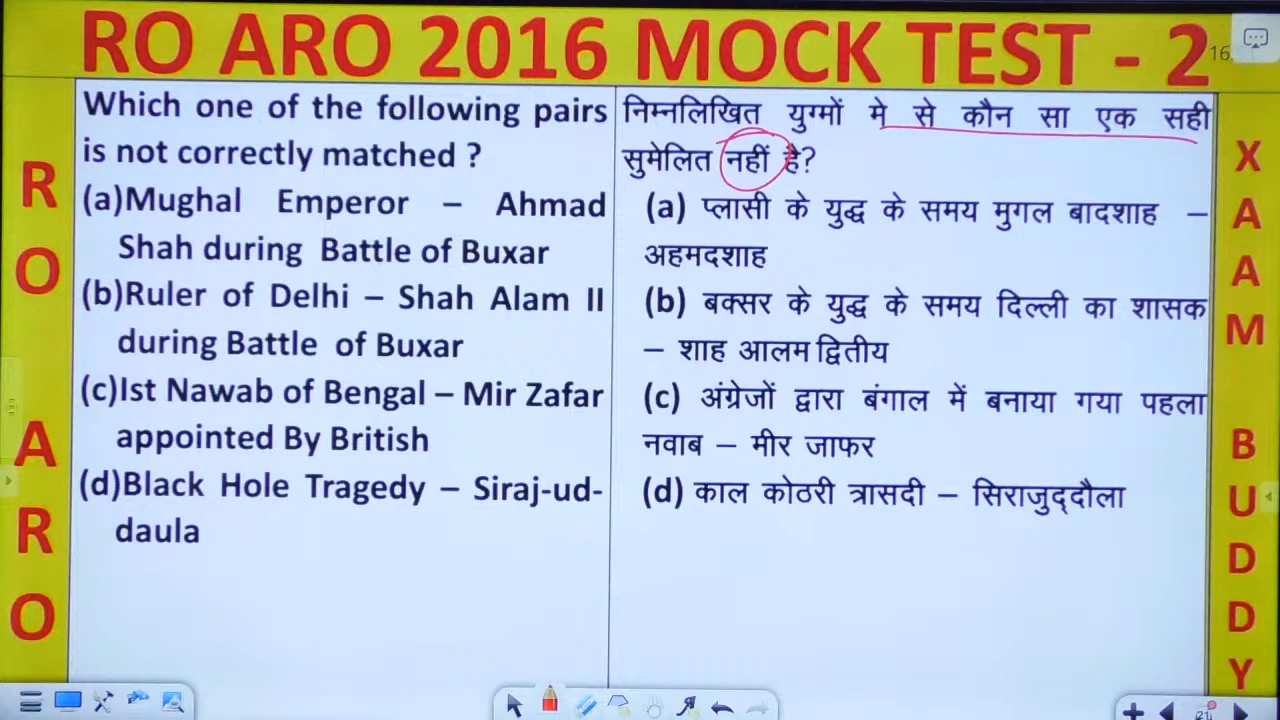 RO ARO 2016 MOCK TEST - 2
16
Which one of the following pairs
is not correctly matched ?
(a)Mughal Emperor – Ahmad
Shah during Battle of Buxar
(b)Ruler of Delhi – Shah Alam II
during Battle of Buxar
(c)Ist Nawab of Bengal – Mir Zafar
appointed By British
(d)Black Hole Tragedy – Siraj-ud-
daula
निम्नलिखित युग्मों मे से कौन सा एक सही
सुमेलित नहीं है?
(a) प्लासी के युद्ध के समय मुगल बादशाह –
अहमदशाह
(b) बक्सर के युद्ध के समय दिल्ली का शासक
– शाह आलम द्वितीय
(c) अंग्रेजों द्वारा बंगाल में बनाया गया पहला
नवाब – मीर जाफर
(d) काल कोठरी त्रासदी – सिराजुद्दौला
R
O
A
R
O
X
A
A
M
B
U
D
D
Y
21